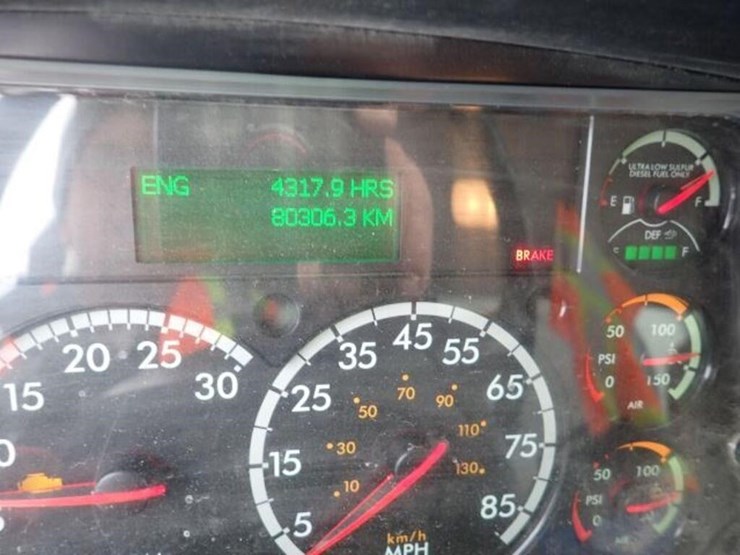 ENG 4317.9 HRS
80306.3 KM
BRAKE
ULTRA LOW SULFUR
DIESEL FUEL ONLY
E F
DEF
F
50 100
PSI
0 150
AIR
50 100
PSI
0
15 20 25 30
0
5 15 25 35 45 55 65 75 85
10 30 50 70 90 110 130
km/h
MPH